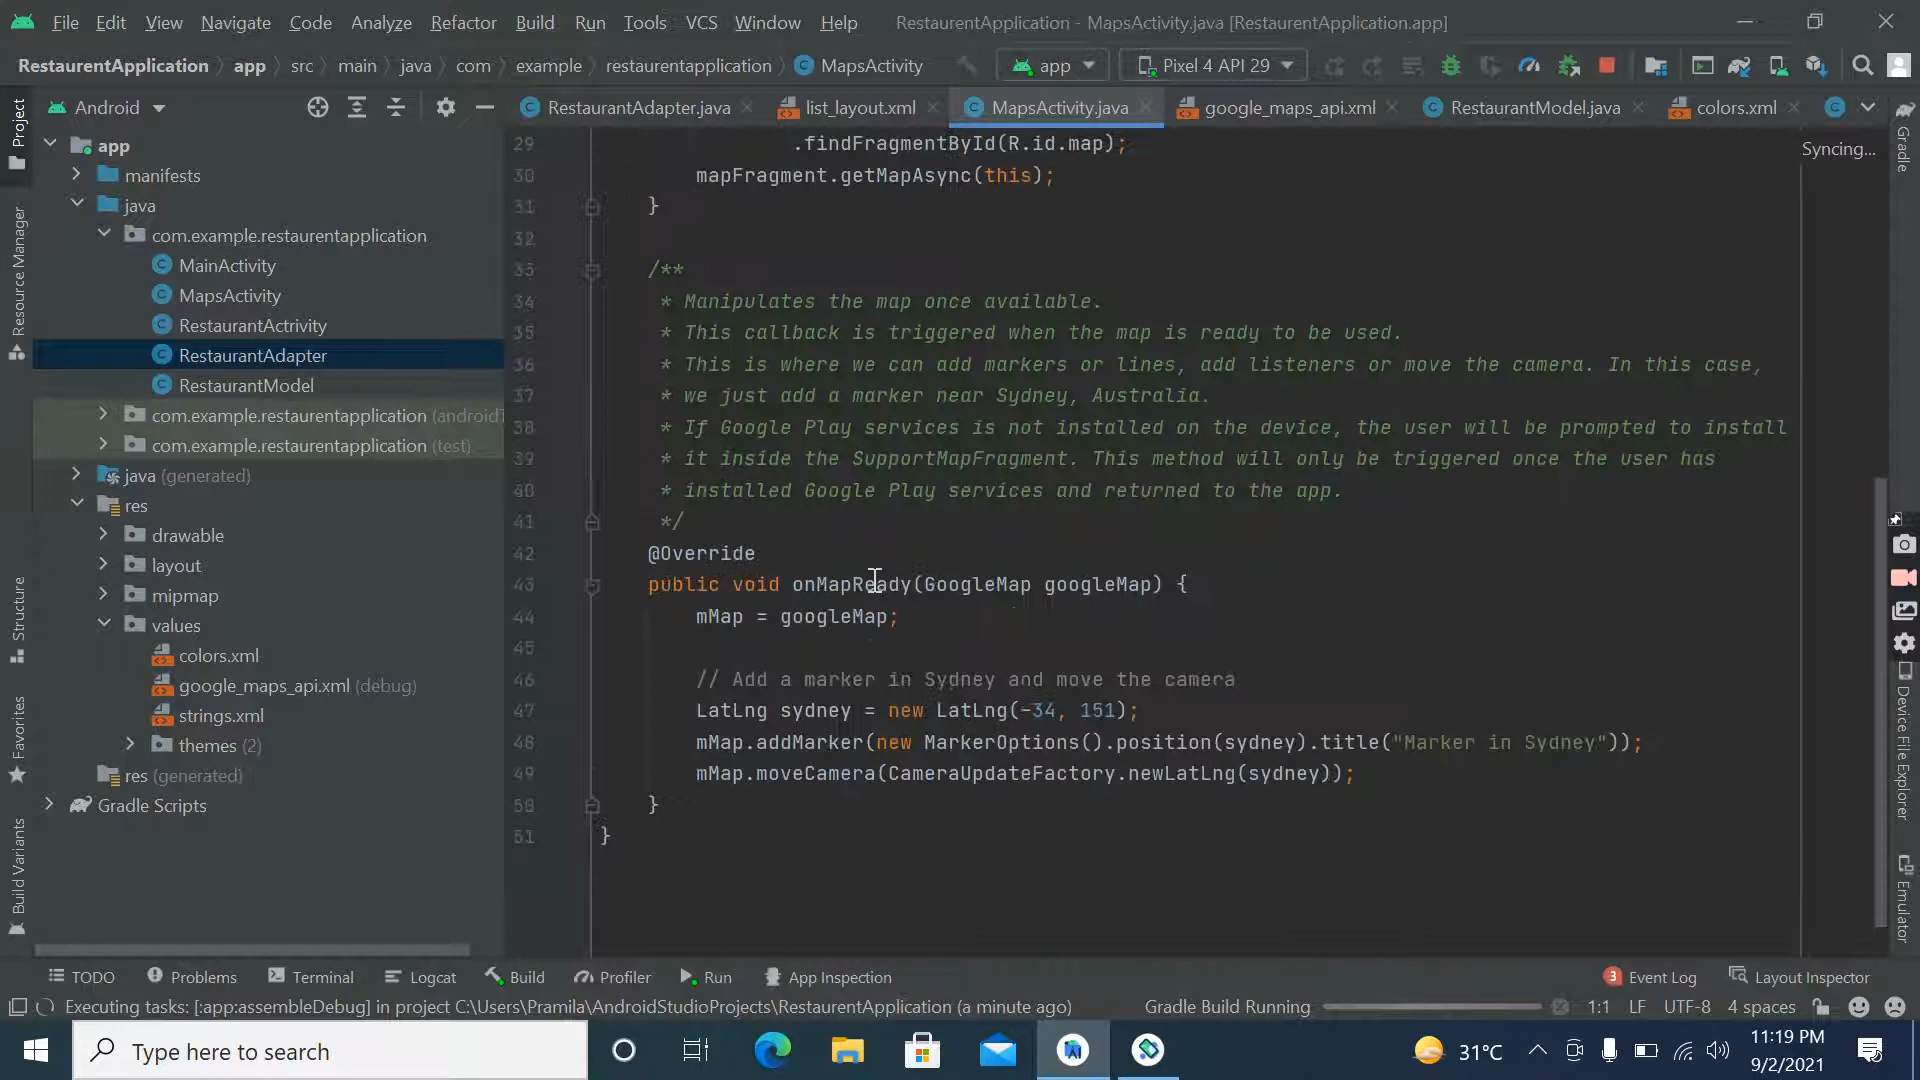 File Edit View Navigate Code Analyze Refactor Build Run Tools VCS Window Help RestaurentApplication - MapsActivity.java [RestaurentApplication.app]
RestaurentApplication app src main java com example restaurentapplication MapsActivity app Pixel 4 API 29
Android RestaurantAdapter.java list_layout.xml MapsActivity.java google_maps_api.xml RestaurantModel.java colors.xml
Project
Resource Manager
Structure
Favorites
Build Variants
app
manifests
java
com.example.restaurentapplication
MainActivity
MapsActivity
RestaurantActrivity
RestaurantAdapter
RestaurantModel
com.example.restaurentapplication (android
com.example.restaurentapplication (test)
java (generated)
res
drawable
layout
mipmap
values
colors.xml
google_maps_api.xml (debug)
strings.xml
themes (2)
res (generated)
Gradle Scripts
29 .findFragmentById(R.id.map);
30 mapFragment.getMapAsync(this);
31 }
32
33 /**
34 * Manipulates the map once available.
35 * This callback is triggered when the map is ready to be used.
36 * This is where we can add markers or lines, add listeners or move the camera. In this case,
37 * we just add a marker near Sydney, Australia.
38 * If Google Play services is not installed on the device, the user will be prompted to install
39 * it inside the SupportMapFragment. This method will only be triggered once the user has
40 * installed Google Play services and returned to the app.
41 */
42 @Override
43 public void onMapReady(GoogleMap googleMap) {
44 mMap = googleMap;
45
46 // Add a marker in Sydney and move the camera
47 LatLng sydney = new LatLng(-34, 151);
48 mMap.addMarker(new MarkerOptions().position(sydney).title("Marker in Sydney"));
49 mMap.moveCamera(CameraUpdateFactory.newLatLng(sydney));
50 }
51 }
Syncing...
Gradle
Device File Explorer
Emulator
TODO Problems Terminal Logcat Build Profiler Run App Inspection 3 Event Log Layout Inspector
Executing tasks: [:app:assembleDebug] in project C:\Users\Pramila\AndroidStudioProjects\RestaurentApplication (a minute ago) Gradle Build Running 1:1 LF UTF-8 4 spaces
Type here to search 31°C 11:19 PM
9/2/2021